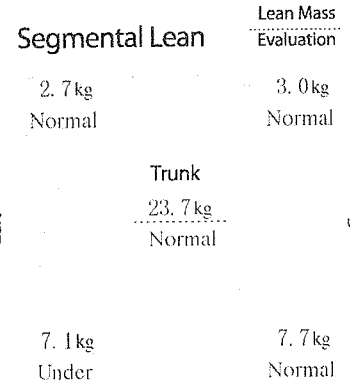 Segmental Lean
Lean Mass
Evaluation
2.7kg
3.0kg
Normal
Normal
Trunk
23.7kg
Normal
7.1kg
7.7kg
Under
Normal